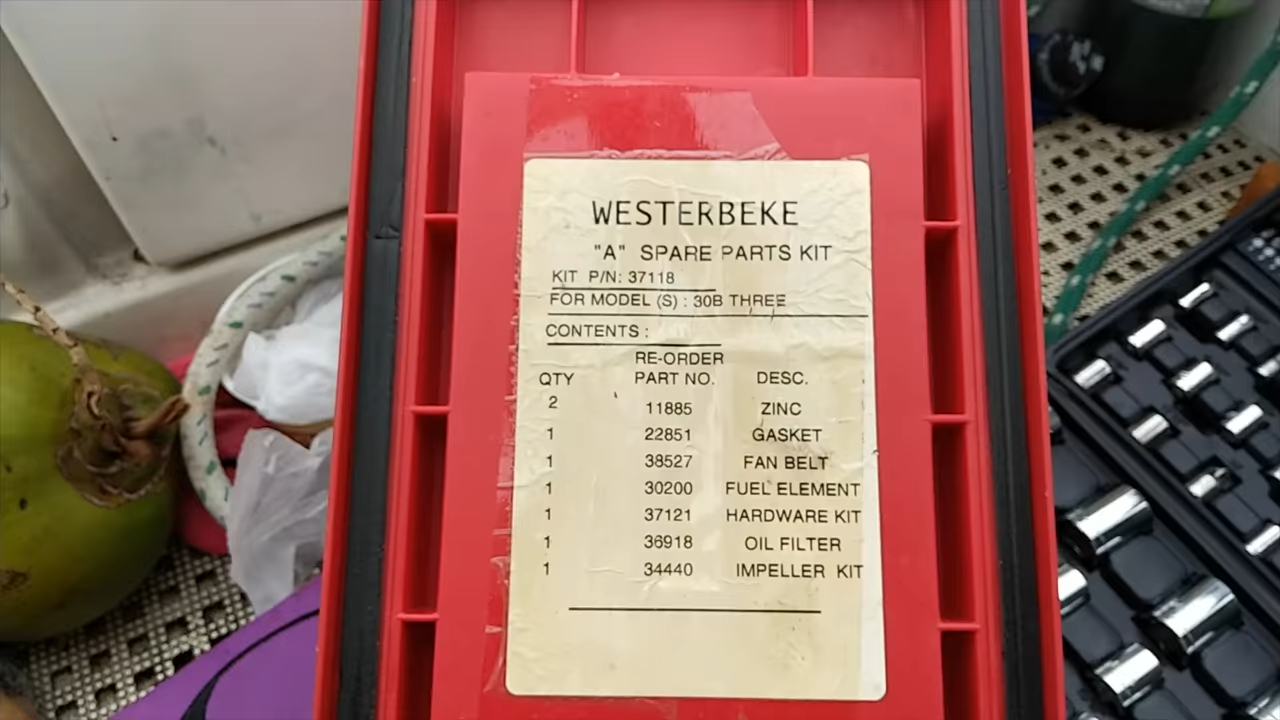 WESTERBEKE
"A" SPARE PARTS KIT
KIT P/N: 37118
FOR MODEL (S) : 30B THREE
CONTENTS :
RE-ORDER
QTY PART NO. DESC.
2 11885 ZINC
1 22851 GASKET
1 38527 FAN BELT
1 30200 FUEL ELEMENT
1 37121 HARDWARE KIT
1 36918 OIL FILTER
1 34440 IMPELLER KIT